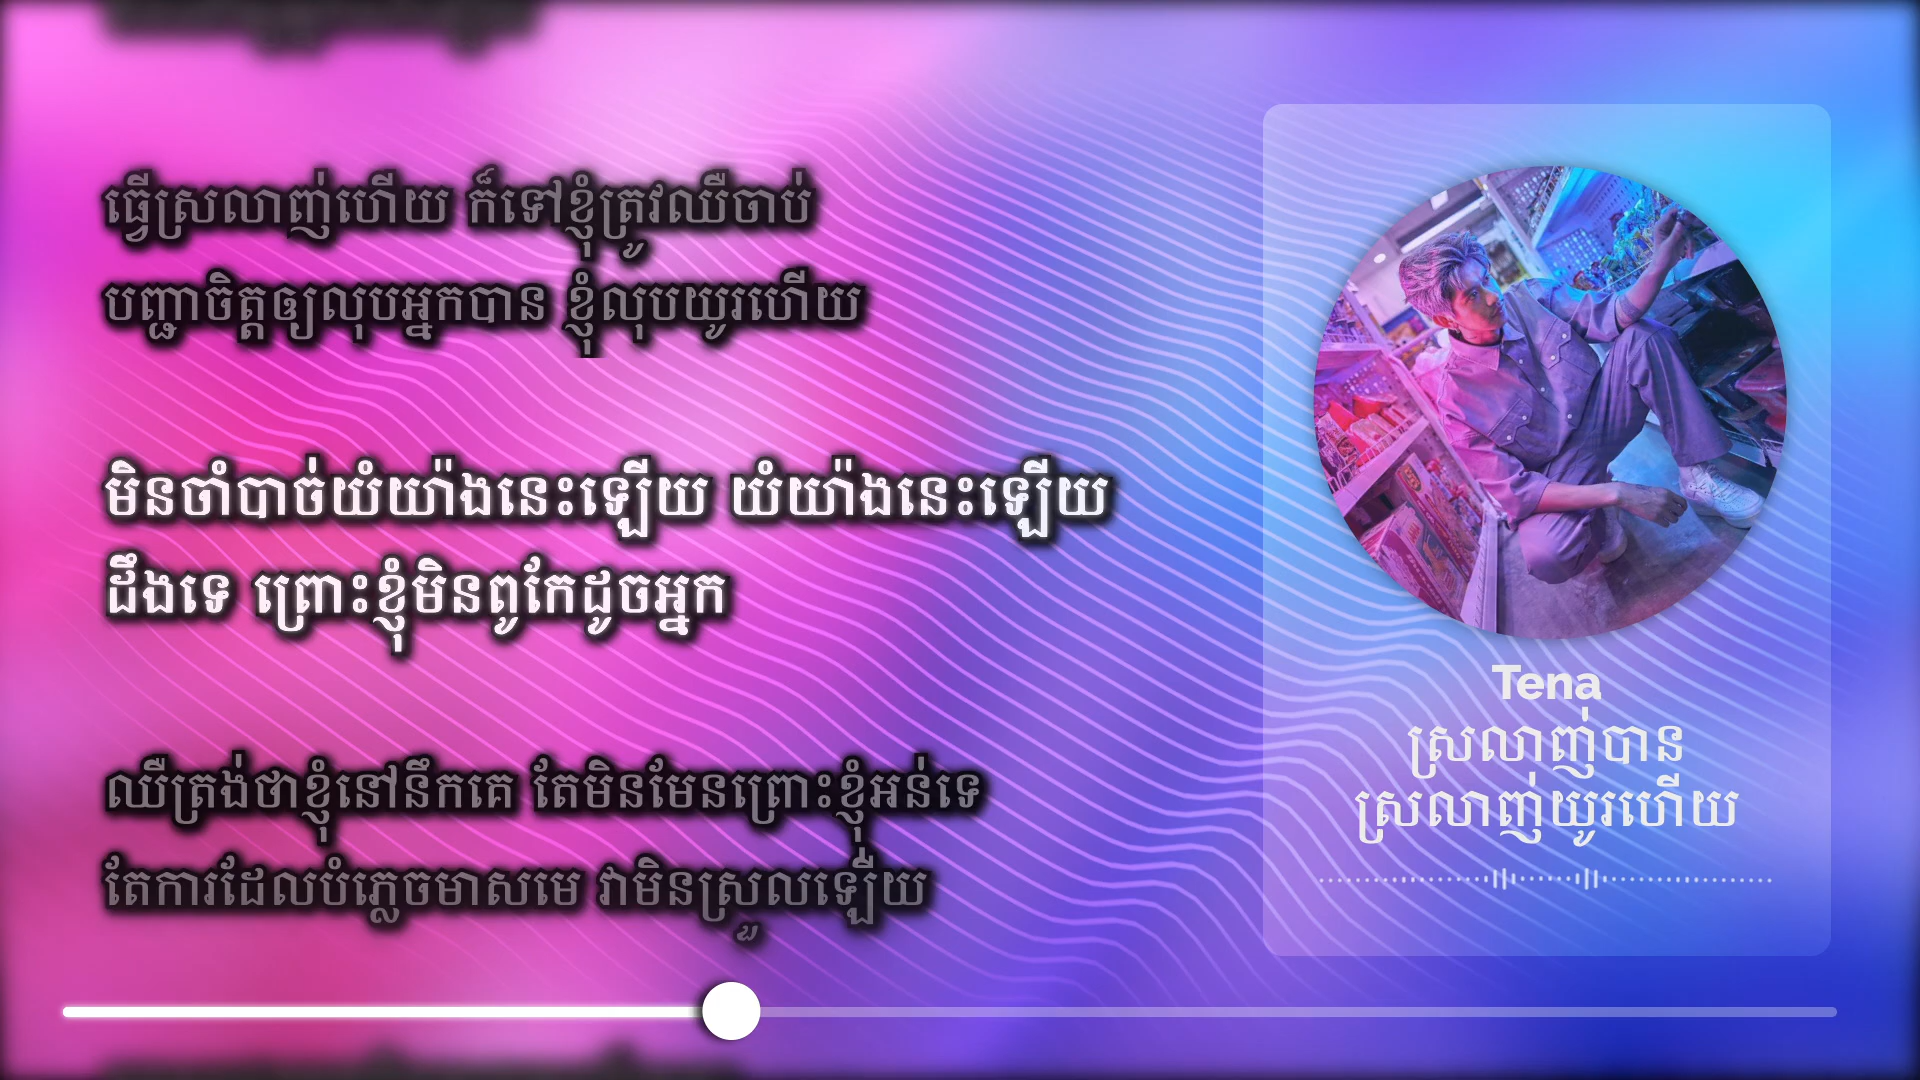 ធ្វើស្រលាញ់ហើយ ក៏ទៅខ្ញុំត្រូវឈឺចាប់
បញ្ជាចិត្តឲ្យលុបអ្នកបាន ខ្ញុំលុបយូរហើយ
មិនចាំបាច់យំយ៉ាងនេះឡើយ យំយ៉ាងនេះឡើយ
ដឹងទេ ព្រោះខ្ញុំមិនពូកែដូចអ្នក
ឈឺត្រង់ថាខ្ញុំនៅនឹកគេ តែមិនមែនព្រោះខ្ញុំអន់ទេ
តែការដែលបំភ្លេចមាសមេ វាមិនស្រួលឡើយ
Tena
ស្រលាញ់បាន
ស្រលាញ់យូរហើយ